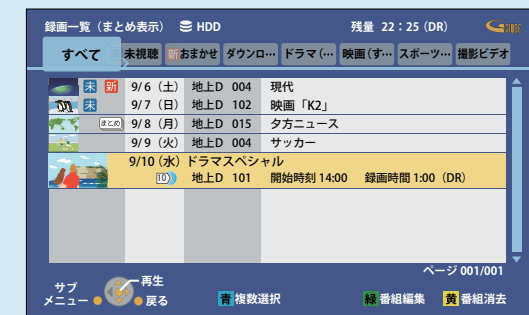 録画一覧（まとめ表示） HDD 残量 22：25 (DR) GGUIDE
すべて 未視聴 新おまかせ ダウンロ… ドラマ（… 映画（す… スポーツ… 撮影ビデオ
未 新 9/6（土） 地上D 004 現代
未 9/7（日） 地上D 102 映画「K2」
まとめ 9/8（月） 地上D 015 夕方ニュース
9/9（火） 地上D 004 サッカー
9/10（水） ドラマスペシャル
10 地上D 101 開始時刻 14:00 録画時間 1:00（DR）
ページ 001/001
サブメニュー 再生
戻る 青 複数選択 緑 番組編集 黄 番組消去